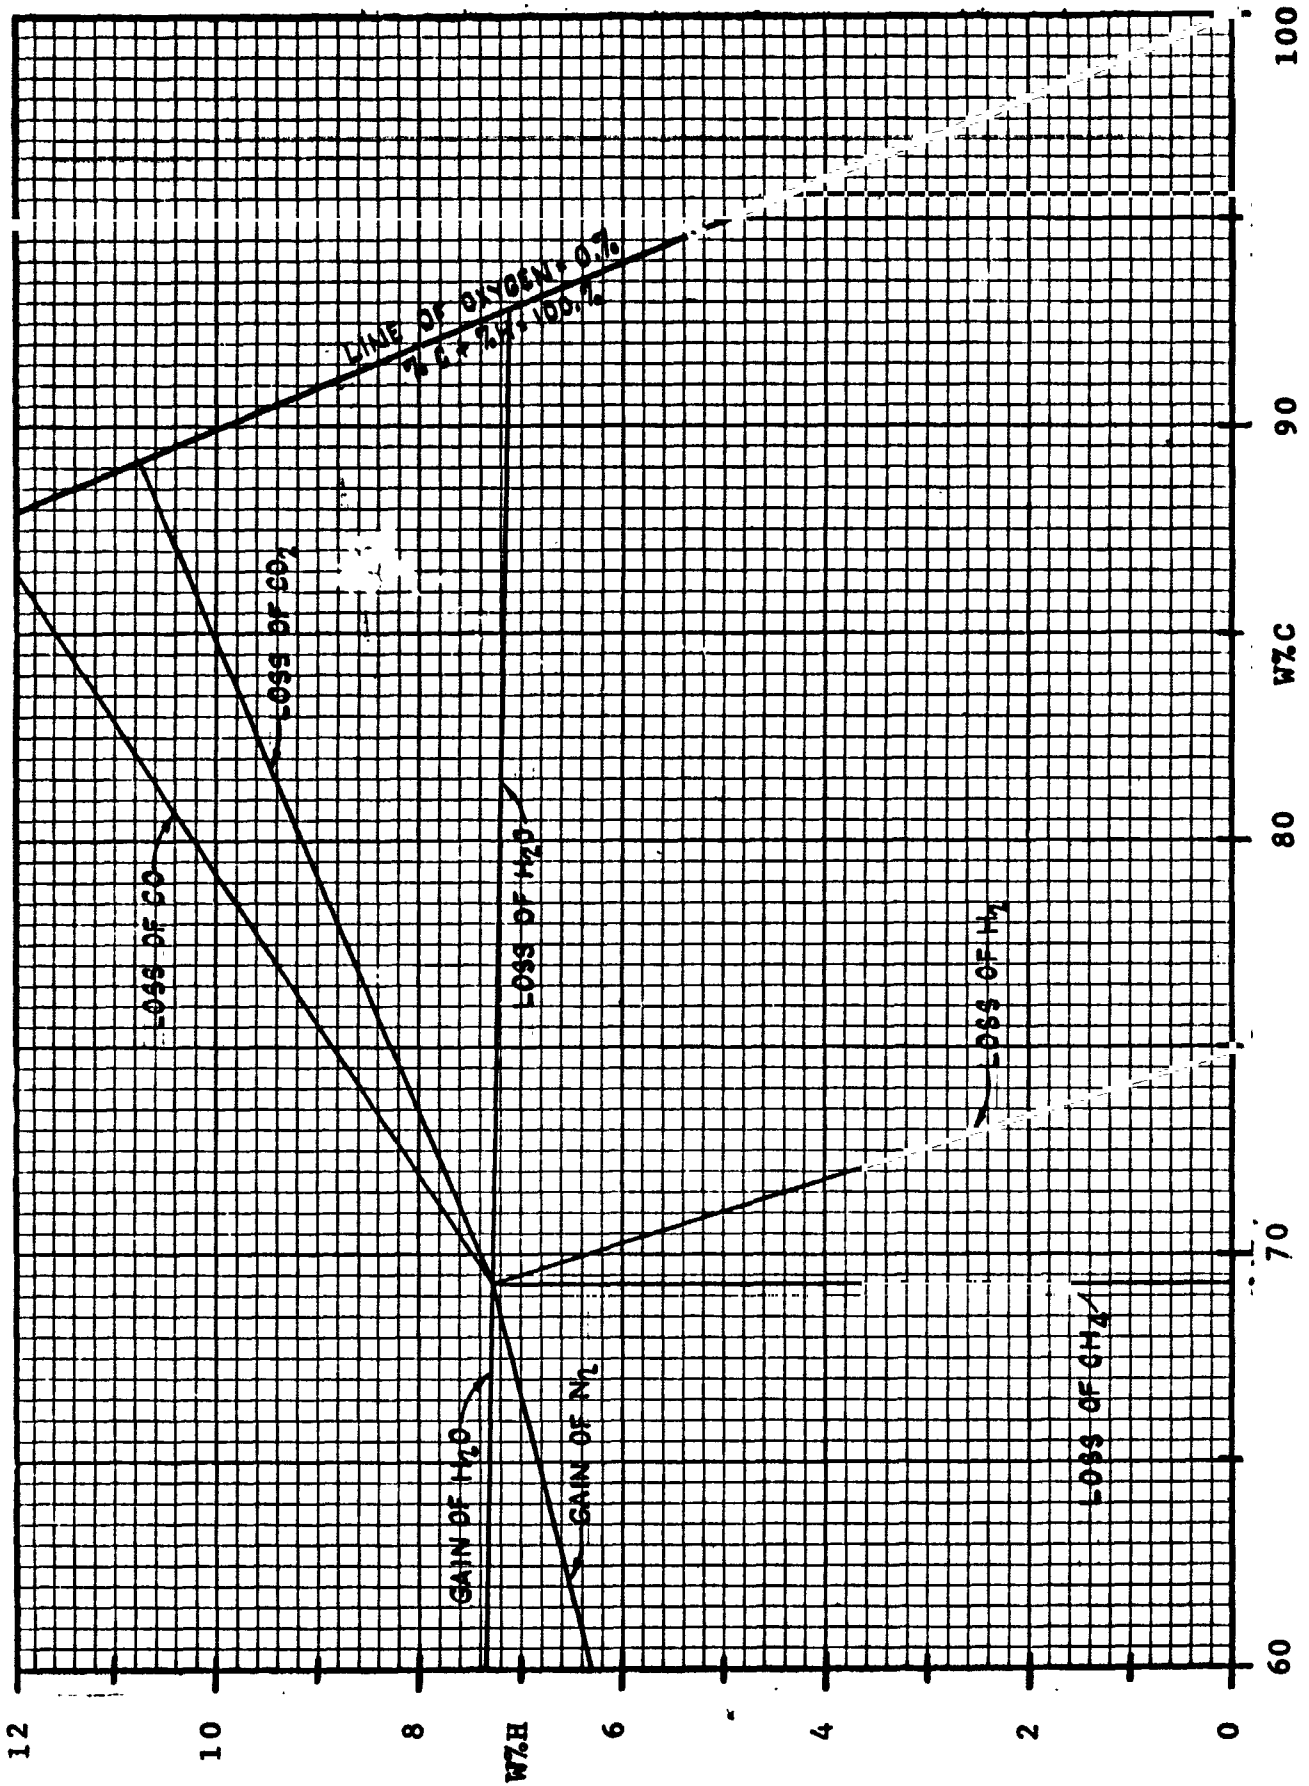 12
10
8
W%H
6
4
2
0
60
70
80
W%C
90
100
LOSS OF CO
LOSS OF CO2
LINE OF OXYGEN = 0.%
% C + %H = 100.%
GAIN OF H2O
LOSS OF H2O
GAIN OF N2
LOSS OF H2
LOSS OF CH4